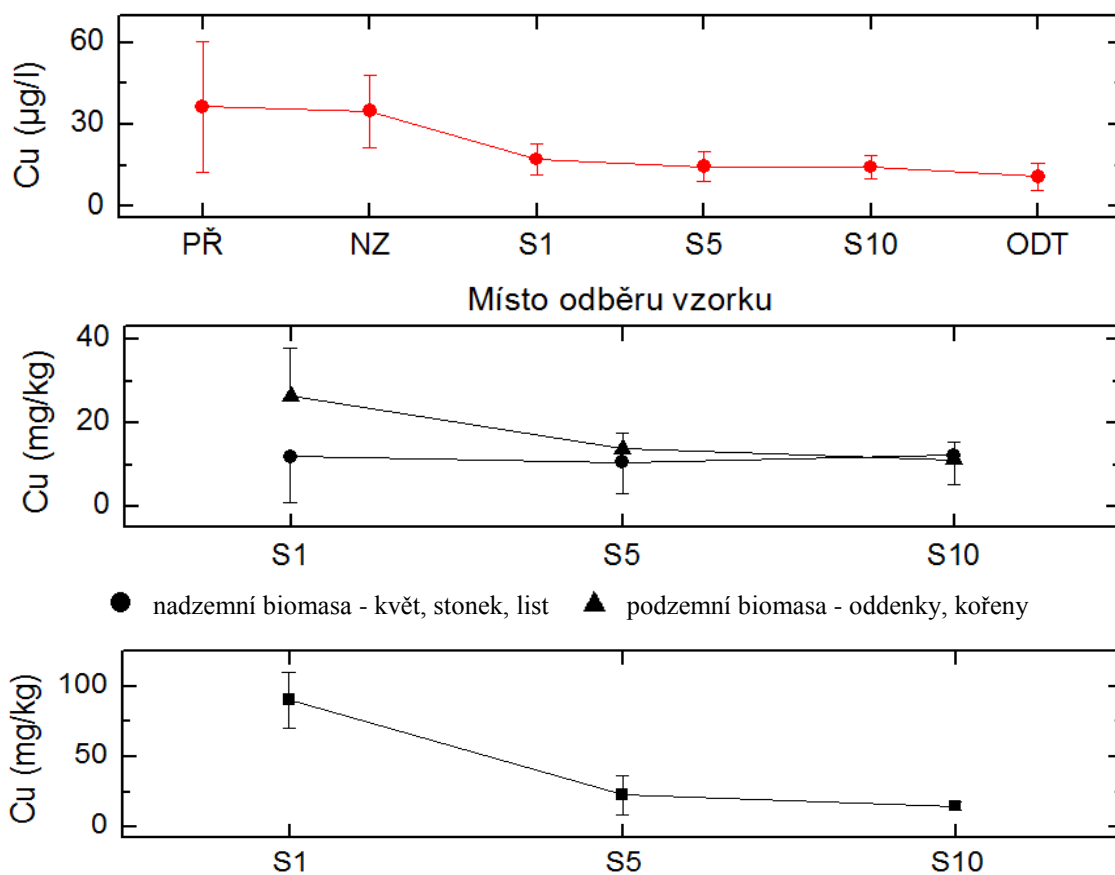 Cu (µg/l)
60
30
0
PŘ NZ S1 S5 S10 ODT
Místo odběru vzorku
Cu (mg/kg)
40
20
0
S1 S5 S10
nadzemní biomasa - květ, stonek, list podzemní biomasa - oddenky, kořeny
Cu (mg/kg)
100
50
0
S1 S5 S10